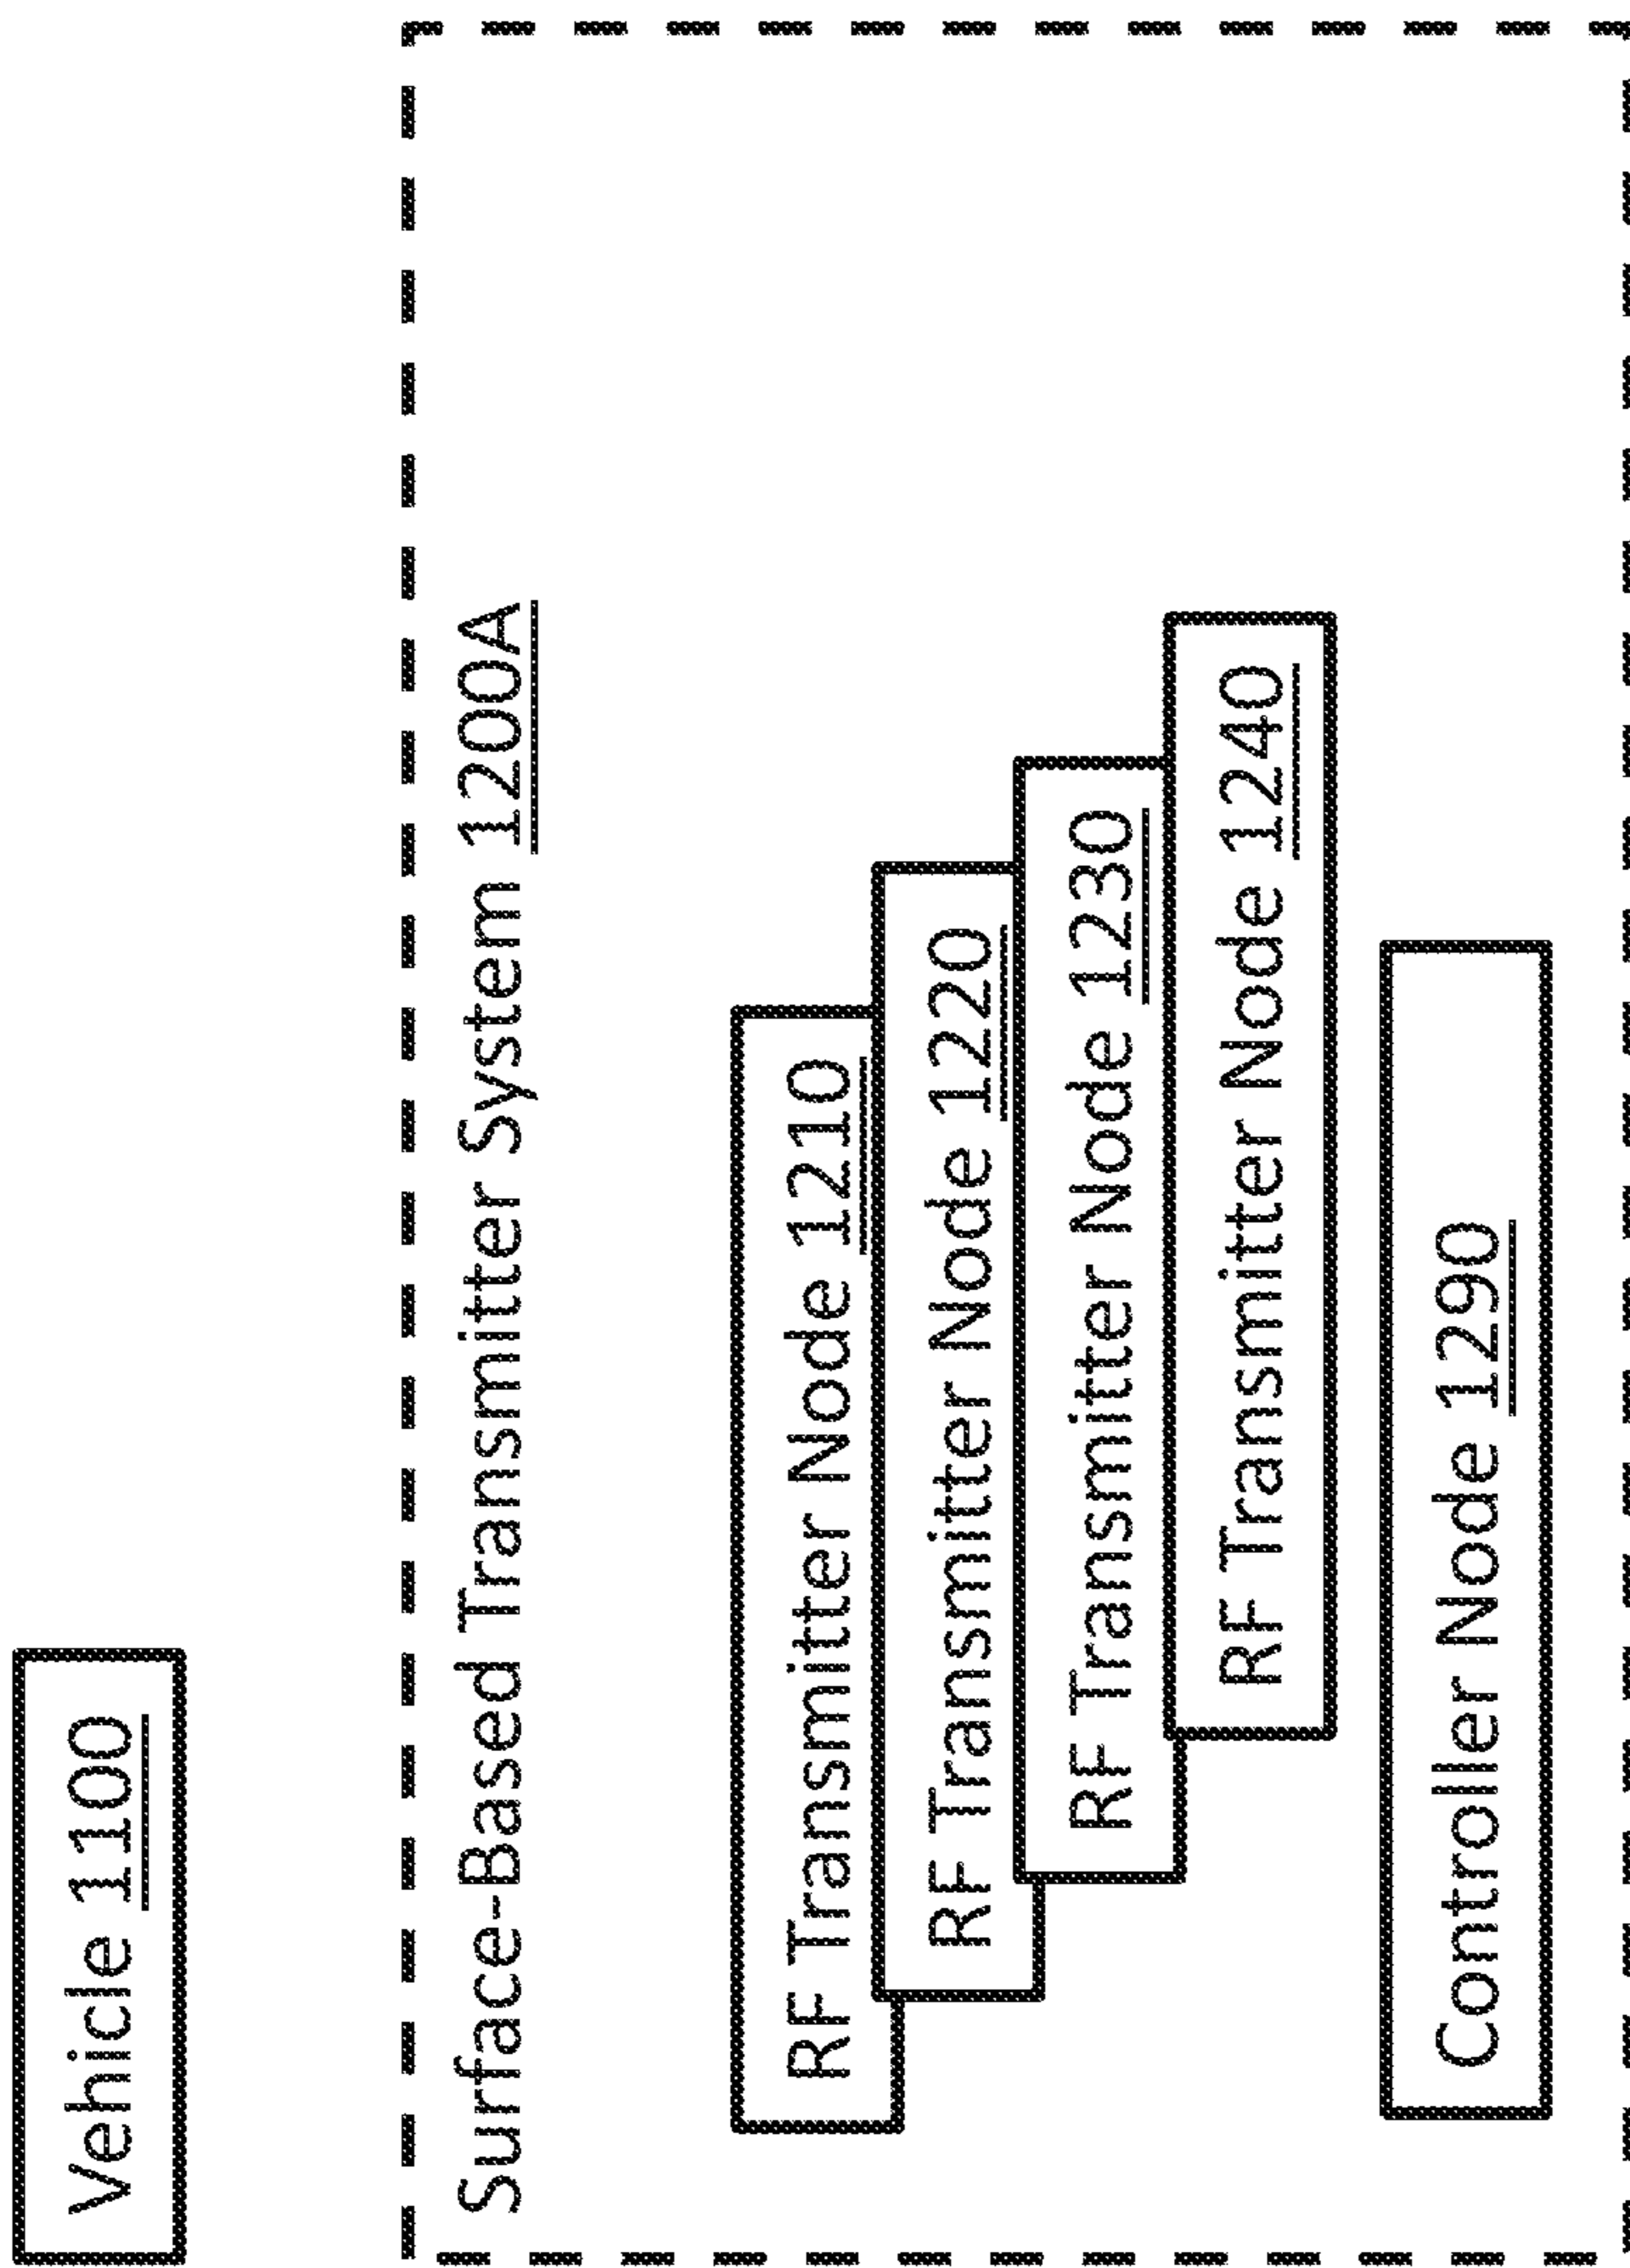 Vehicle 1100
Surface-Based Transmitter System 1200A
RF Transmitter Node 1210
RF Transmitter Node 1220
RF Transmitter Node 1230
RF Transmitter Node 1240
Controller Node 1290